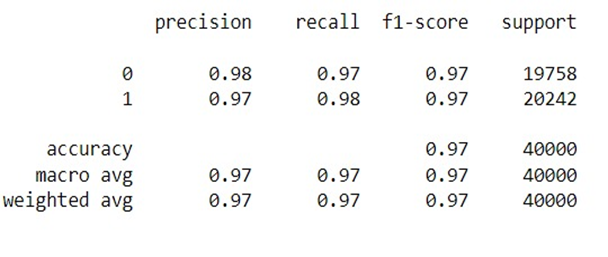 precision recall f1-score support
0 0.98 0.97 0.97 19758
1 0.97 0.98 0.97 20242
accuracy 0.97 40000
macro avg 0.97 0.97 0.97 40000
weighted avg 0.97 0.97 0.97 40000